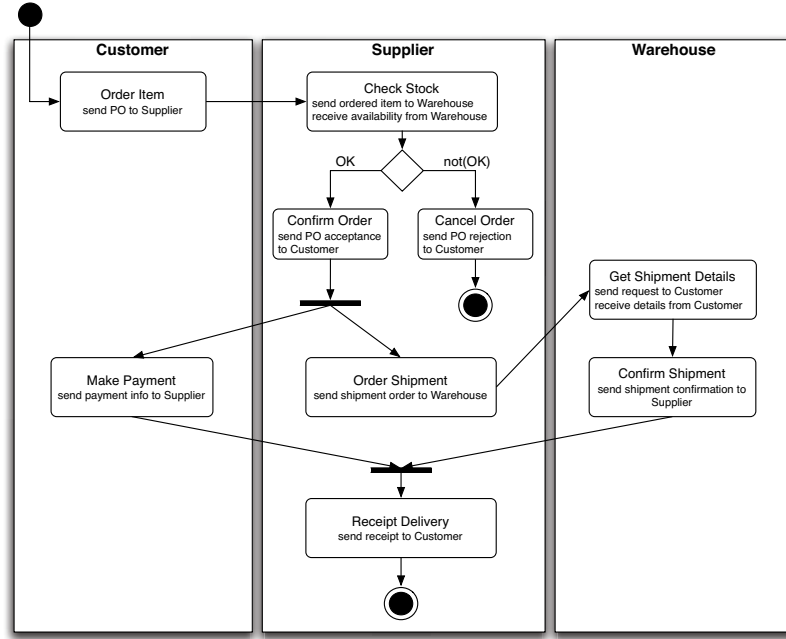 Customer
Supplier
Warehouse
Order Item
send PO to Supplier
Check Stock
send ordered item to Warehouse
receive availability from Warehouse
OK
not(OK)
Confirm Order
send PO acceptance
to Customer
Cancel Order
send PO rejection
to Customer
Get Shipment Details
send request to Customer
receive details from Customer
Make Payment
send payment info to Supplier
Order Shipment
send shipment order to Warehouse
Confirm Shipment
send shipment confirmation to
Supplier
Receipt Delivery
send receipt to Customer